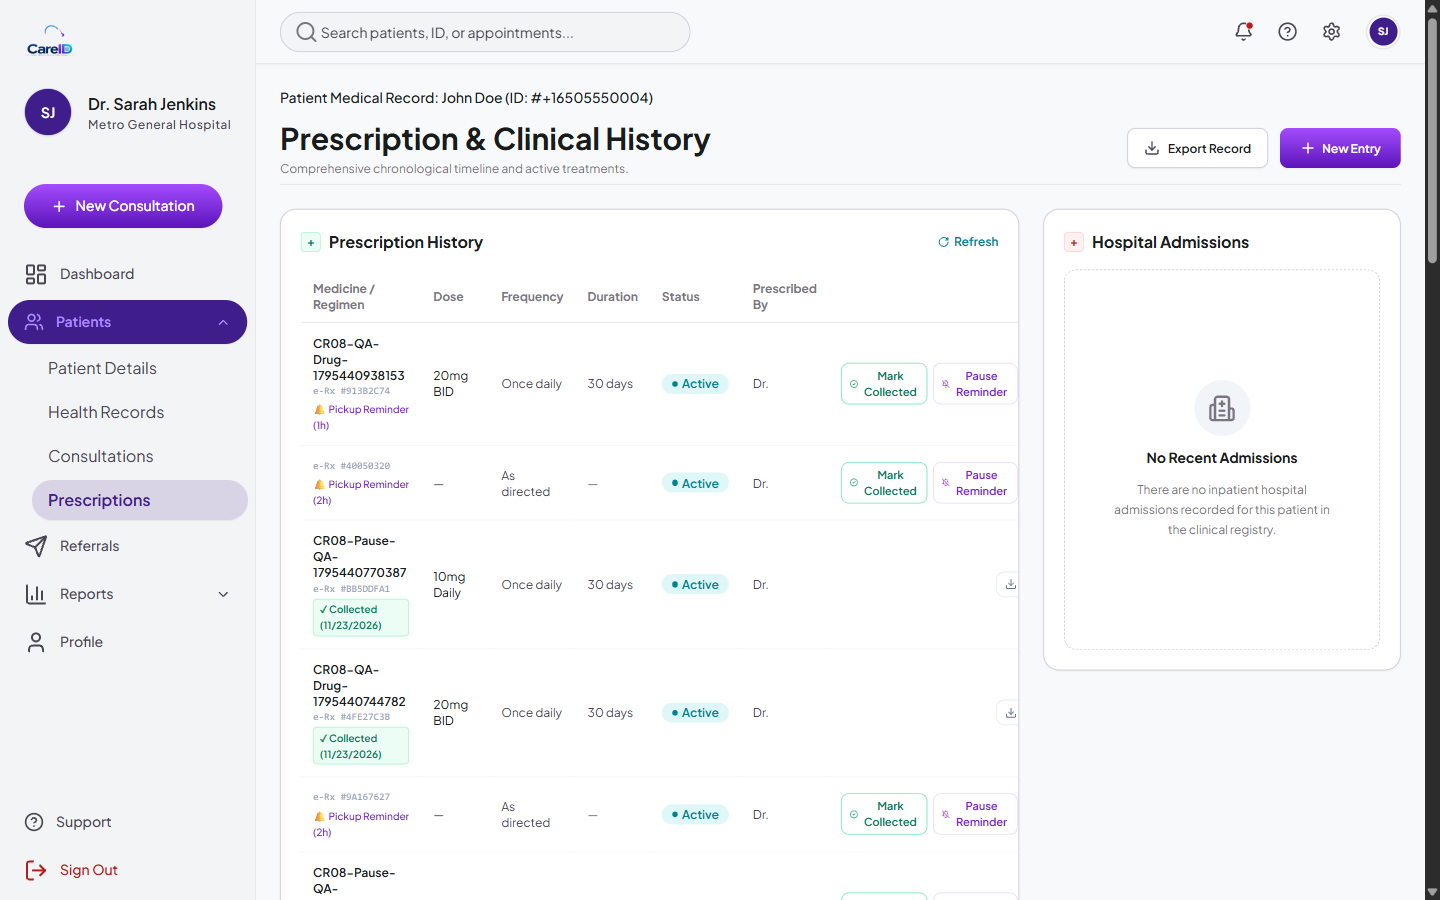 CareID
SJ
Dr. Sarah Jenkins
Metro General Hospital
+ New Consultation
Dashboard
Patients
Patient Details
Health Records
Consultations
Prescriptions
Referrals
Reports
Profile
Support
Sign Out
Search patients, ID, or appointments...
SJ
Patient Medical Record: John Doe (ID: #+16505550004)
Prescription & Clinical History
Comprehensive chronological timeline and active treatments.
Export Record
+ New Entry
+ Prescription History
Refresh
Medicine /
Regimen
Dose
Frequency
Duration
Status
Prescribed
By
CR08-QA-
Drug-
1795440938153
e-Rx #913B2C74
Pickup Reminder
(1h)
20mg
BID
Once daily
30 days
Active
Dr.
Mark
Collected
Pause
Reminder
e-Rx #40050320
Pickup Reminder
(2h)
—
As
directed
—
Active
Dr.
Mark
Collected
Pause
Reminder
CR08-Pause-
QA-
1795440770387
e-Rx #BB5DDFA1
✓ Collected
(11/23/2026)
10mg
Daily
Once daily
30 days
Active
Dr.
CR08-QA-
Drug-
1795440744782
e-Rx #4FE27C3B
✓ Collected
(11/23/2026)
20mg
BID
Once daily
30 days
Active
Dr.
e-Rx #9A167627
Pickup Reminder
(2h)
—
As
directed
—
Active
Dr.
Mark
Collected
Pause
Reminder
CR08-Pause-
QA-
+ Hospital Admissions
No Recent Admissions
There are no inpatient hospital
admissions recorded for this patient in
the clinical registry.